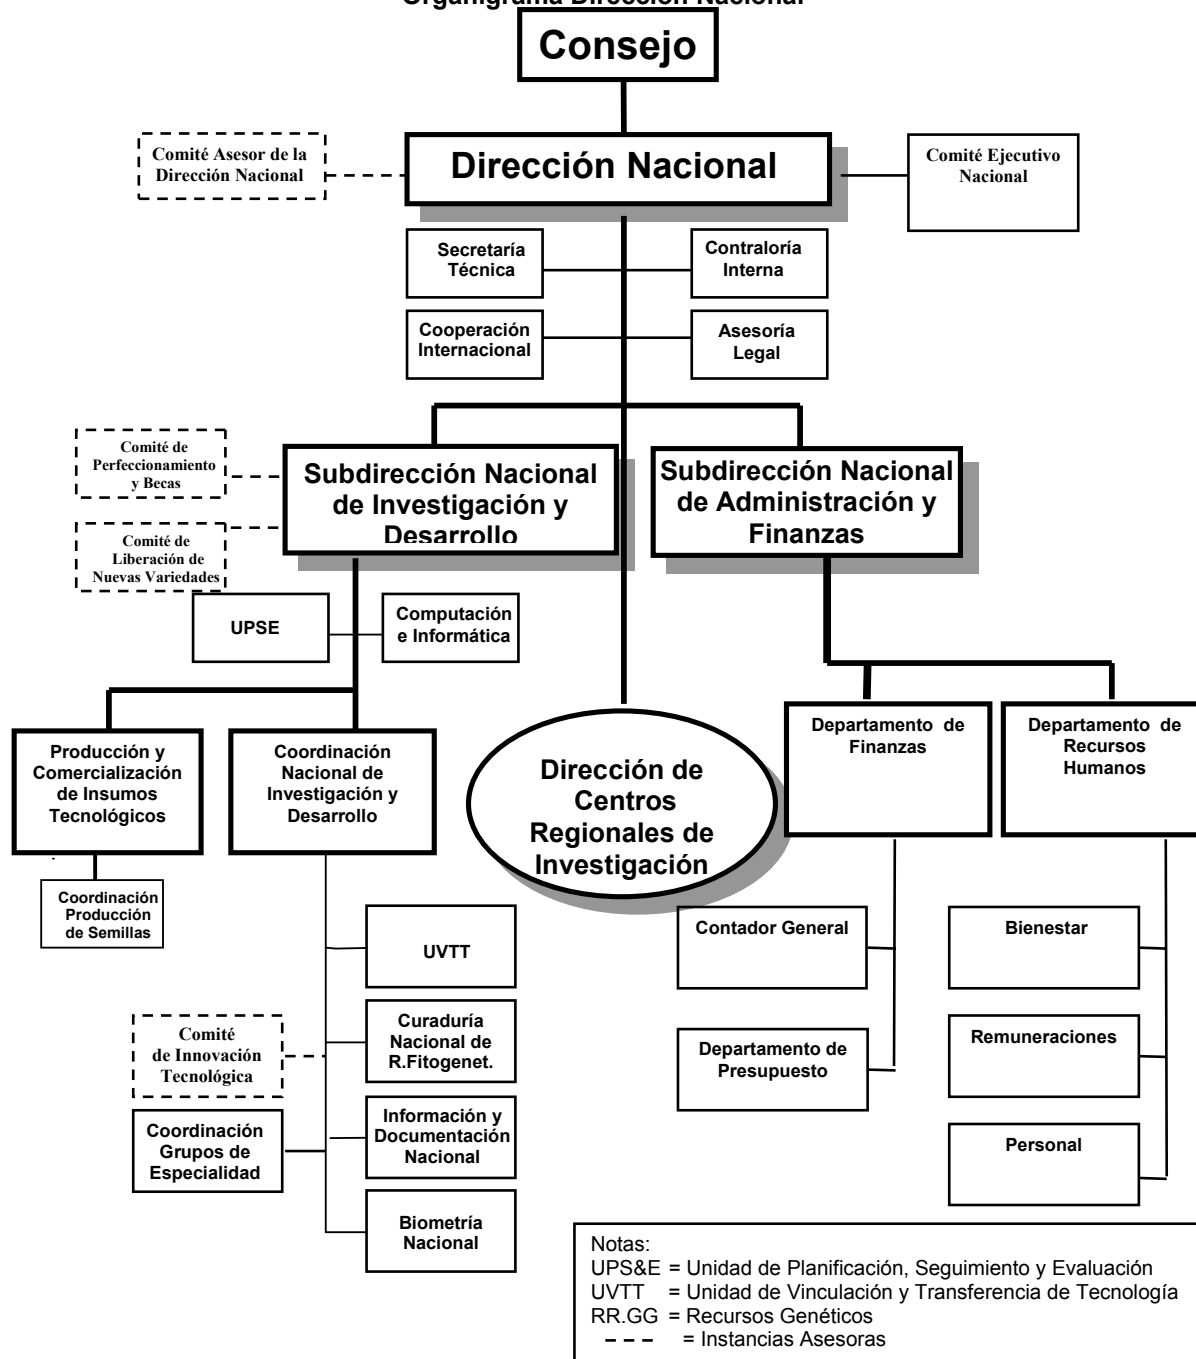 Organigrama Dirección Nacional
Consejo
Comité Asesor de la
Dirección Nacional
Dirección Nacional
Comité Ejecutivo
Nacional
Secretaría
Técnica
Contraloría
Interna
Cooperación
Internacional
Asesoría
Legal
Comité de
Perfeccionamiento
y Becas
Subdirección Nacional
de Investigación y
Desarrollo
Subdirección Nacional
de Administración y
Finanzas
Comité de
Liberación de
Nuevas Variedades
UPSE
Computación
e Informática
Producción y
Comercialización
de Insumos
Tecnológicos
Coordinación
Nacional de
Investigación y
Desarrollo
Dirección de
Centros
Regionales de
Investigación
Departamento de
Finanzas
Departamento de
Recursos
Humanos
Coordinación
Producción
de Semillas
UVTT
Contador General
Bienestar
Comité
de Innovación
Tecnológica
Curaduría
Nacional de
R.Fitogenet.
Departamento de
Presupuesto
Remuneraciones
Coordinación
Grupos de
Especialidad
Información y
Documentación
Nacional
Personal
Biometría
Nacional
Notas:
UPS&E = Unidad de Planificación, Seguimiento y Evaluación
UVTT = Unidad de Vinculación y Transferencia de Tecnología
RR.GG = Recursos Genéticos
– – – = Instancias Asesoras